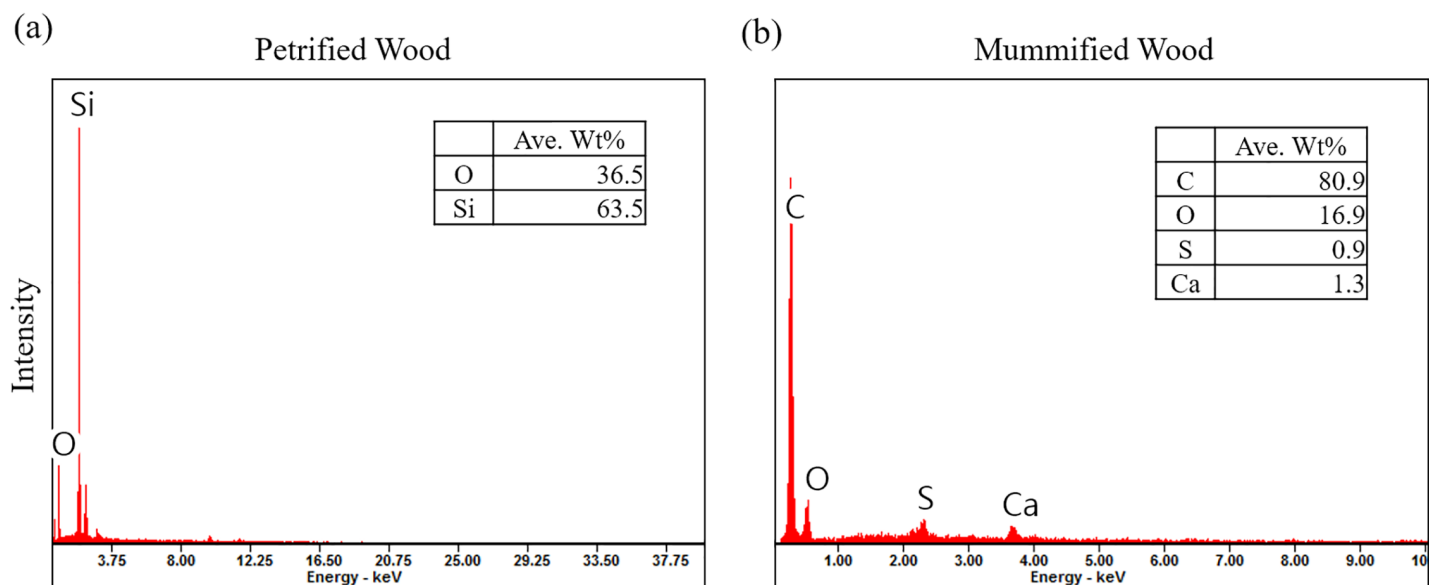 (a)
Petrified Wood
Si
O
Intensity
Ave. Wt%
O 36.5
Si 63.5
3.75 8.00 12.25 16.50 20.75 25.00 29.25 33.50 37.75
Energy - keV
(b)
Mummified Wood
C
O
S
Ca
Ave. Wt%
C 80.9
O 16.9
S 0.9
Ca 1.3
1.00 2.00 3.00 4.00 5.00 6.00 7.00 8.00 9.00 10
Energy - keV